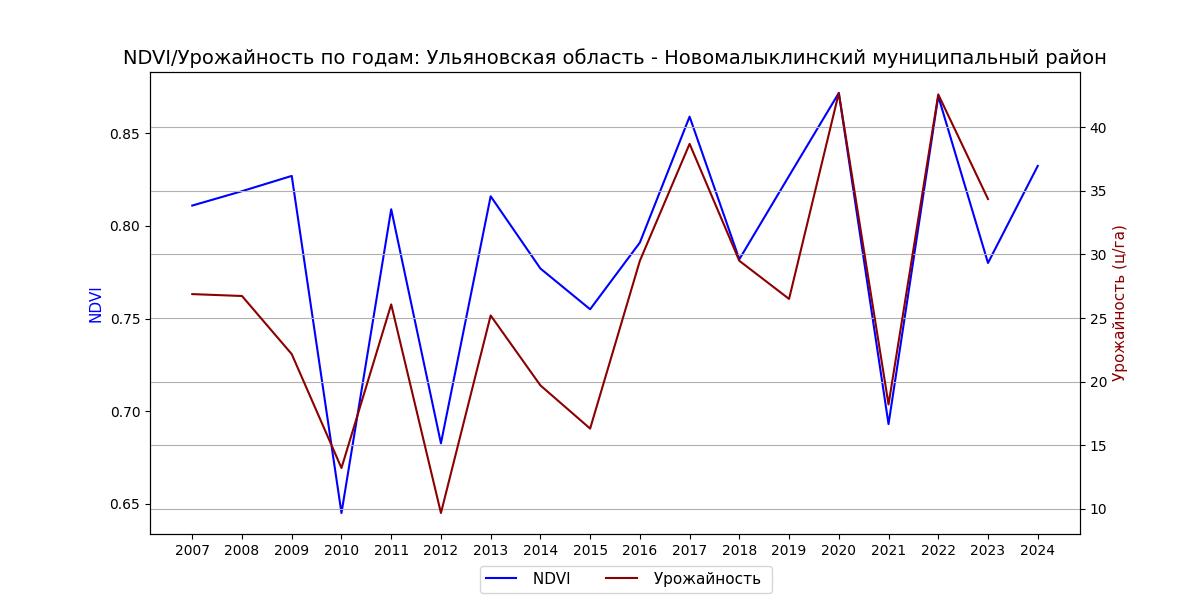 NDVI/Урожайность по годам: Ульяновская область - Новомалыклинский муниципальный район
0.85
0.80
0.75
0.70
0.65
NDVI
40
35
30
25
20
15
10
Урожайность (ц/га)
2007 2008 2009 2010 2011 2012 2013 2014 2015 2016 2017 2018 2019 2020 2021 2022 2023 2024
NDVI Урожайность